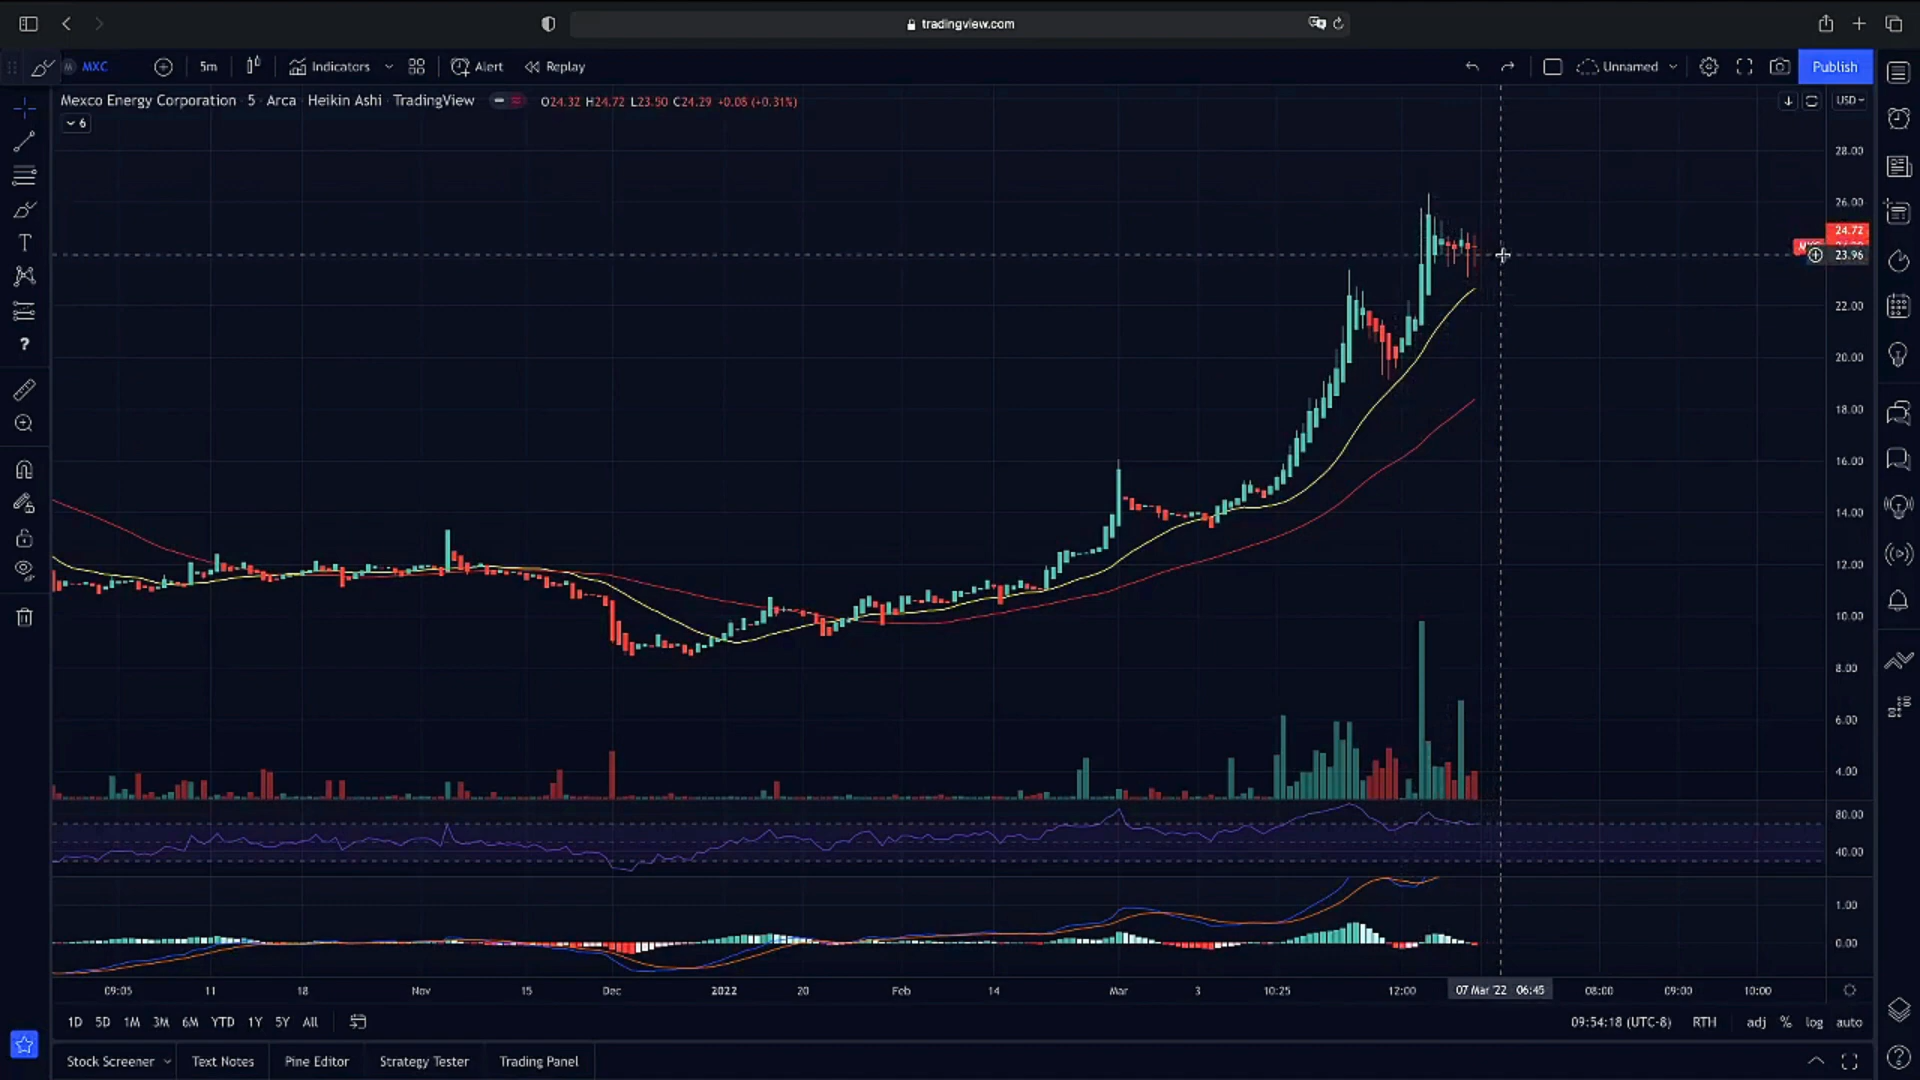 tradingview.com
MXC
5m
Indicators
Alert
Replay
Unnamed
Publish
Mexco Energy Corporation · 5 · Arca · Heikin Ashi · TradingView
O24.32 H24.72 L23.50 C24.29 +0.08 (+0.31%)
USD
6
28.00
26.00
24.72
23.96
22.00
20.00
18.00
16.00
14.00
12.00
10.00
8.00
6.00
4.00
80.00
40.00
1.00
0.00
09:05 11 18 Nov 15 Dec 2022 20 Feb 14 Mar 3 10:25 12:00 07 Mar '22 06:45 08:00 09:00 10:00
1D 5D 1M 3M 6M YTD 1Y 5Y All
09:54:18 (UTC-8) RTH adj % log auto
Stock Screener Text Notes Pine Editor Strategy Tester Trading Panel